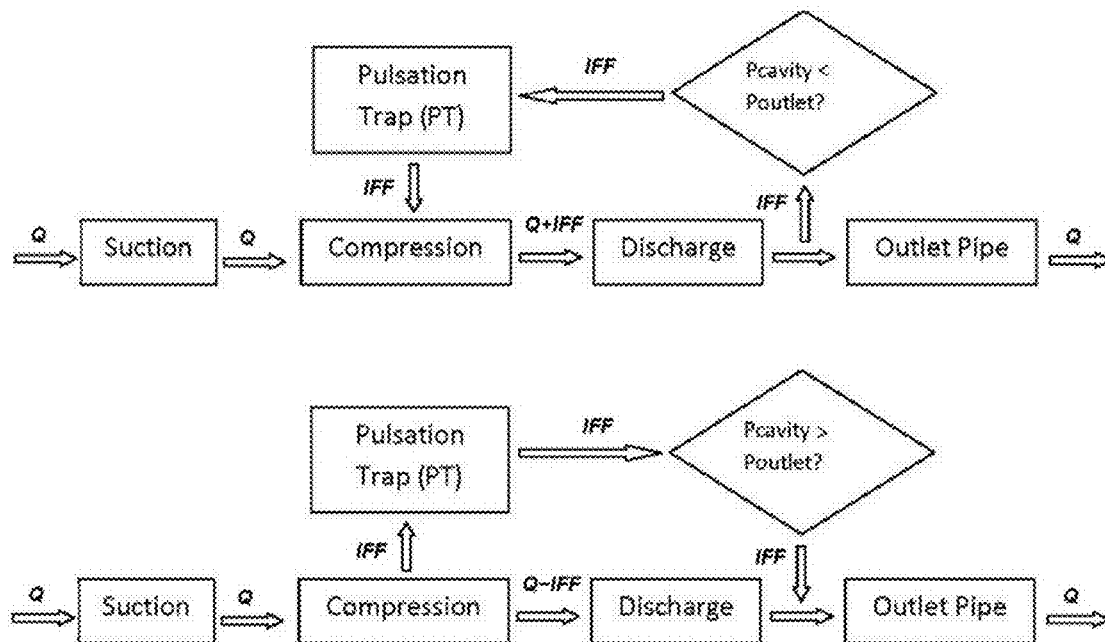 IFF
Pulsation
Trap (PT)
Pcavity <
Poutlet?
IFF
IFF
Q
Suction
Q
Compression
Q+IFF
Discharge
Outlet Pipe
Q
Pulsation
Trap (PT)
IFF
Pcavity >
Poutlet?
IFF
IFF
Q
Suction
Q
Compression
Q-IFF
Discharge
Outlet Pipe
Q